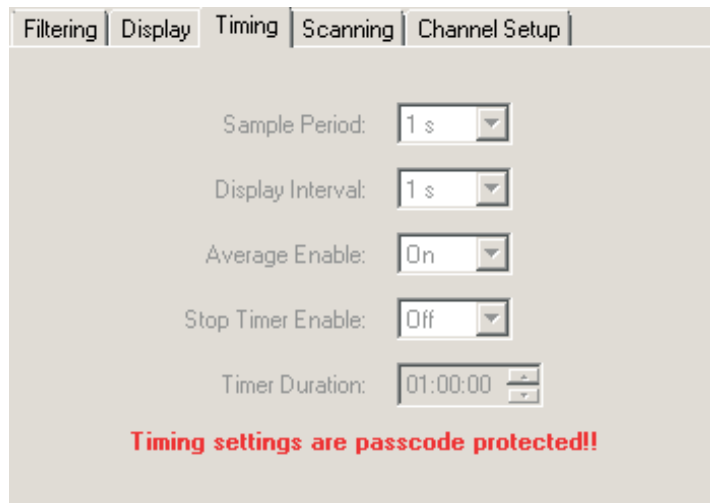 Filtering Display Timing Scanning Channel Setup
Sample Period: 1 s
Display Interval: 1 s
Average Enable: On
Stop Timer Enable: Off
Timer Duration: 01:00:00
Timing settings are passcode protected!!